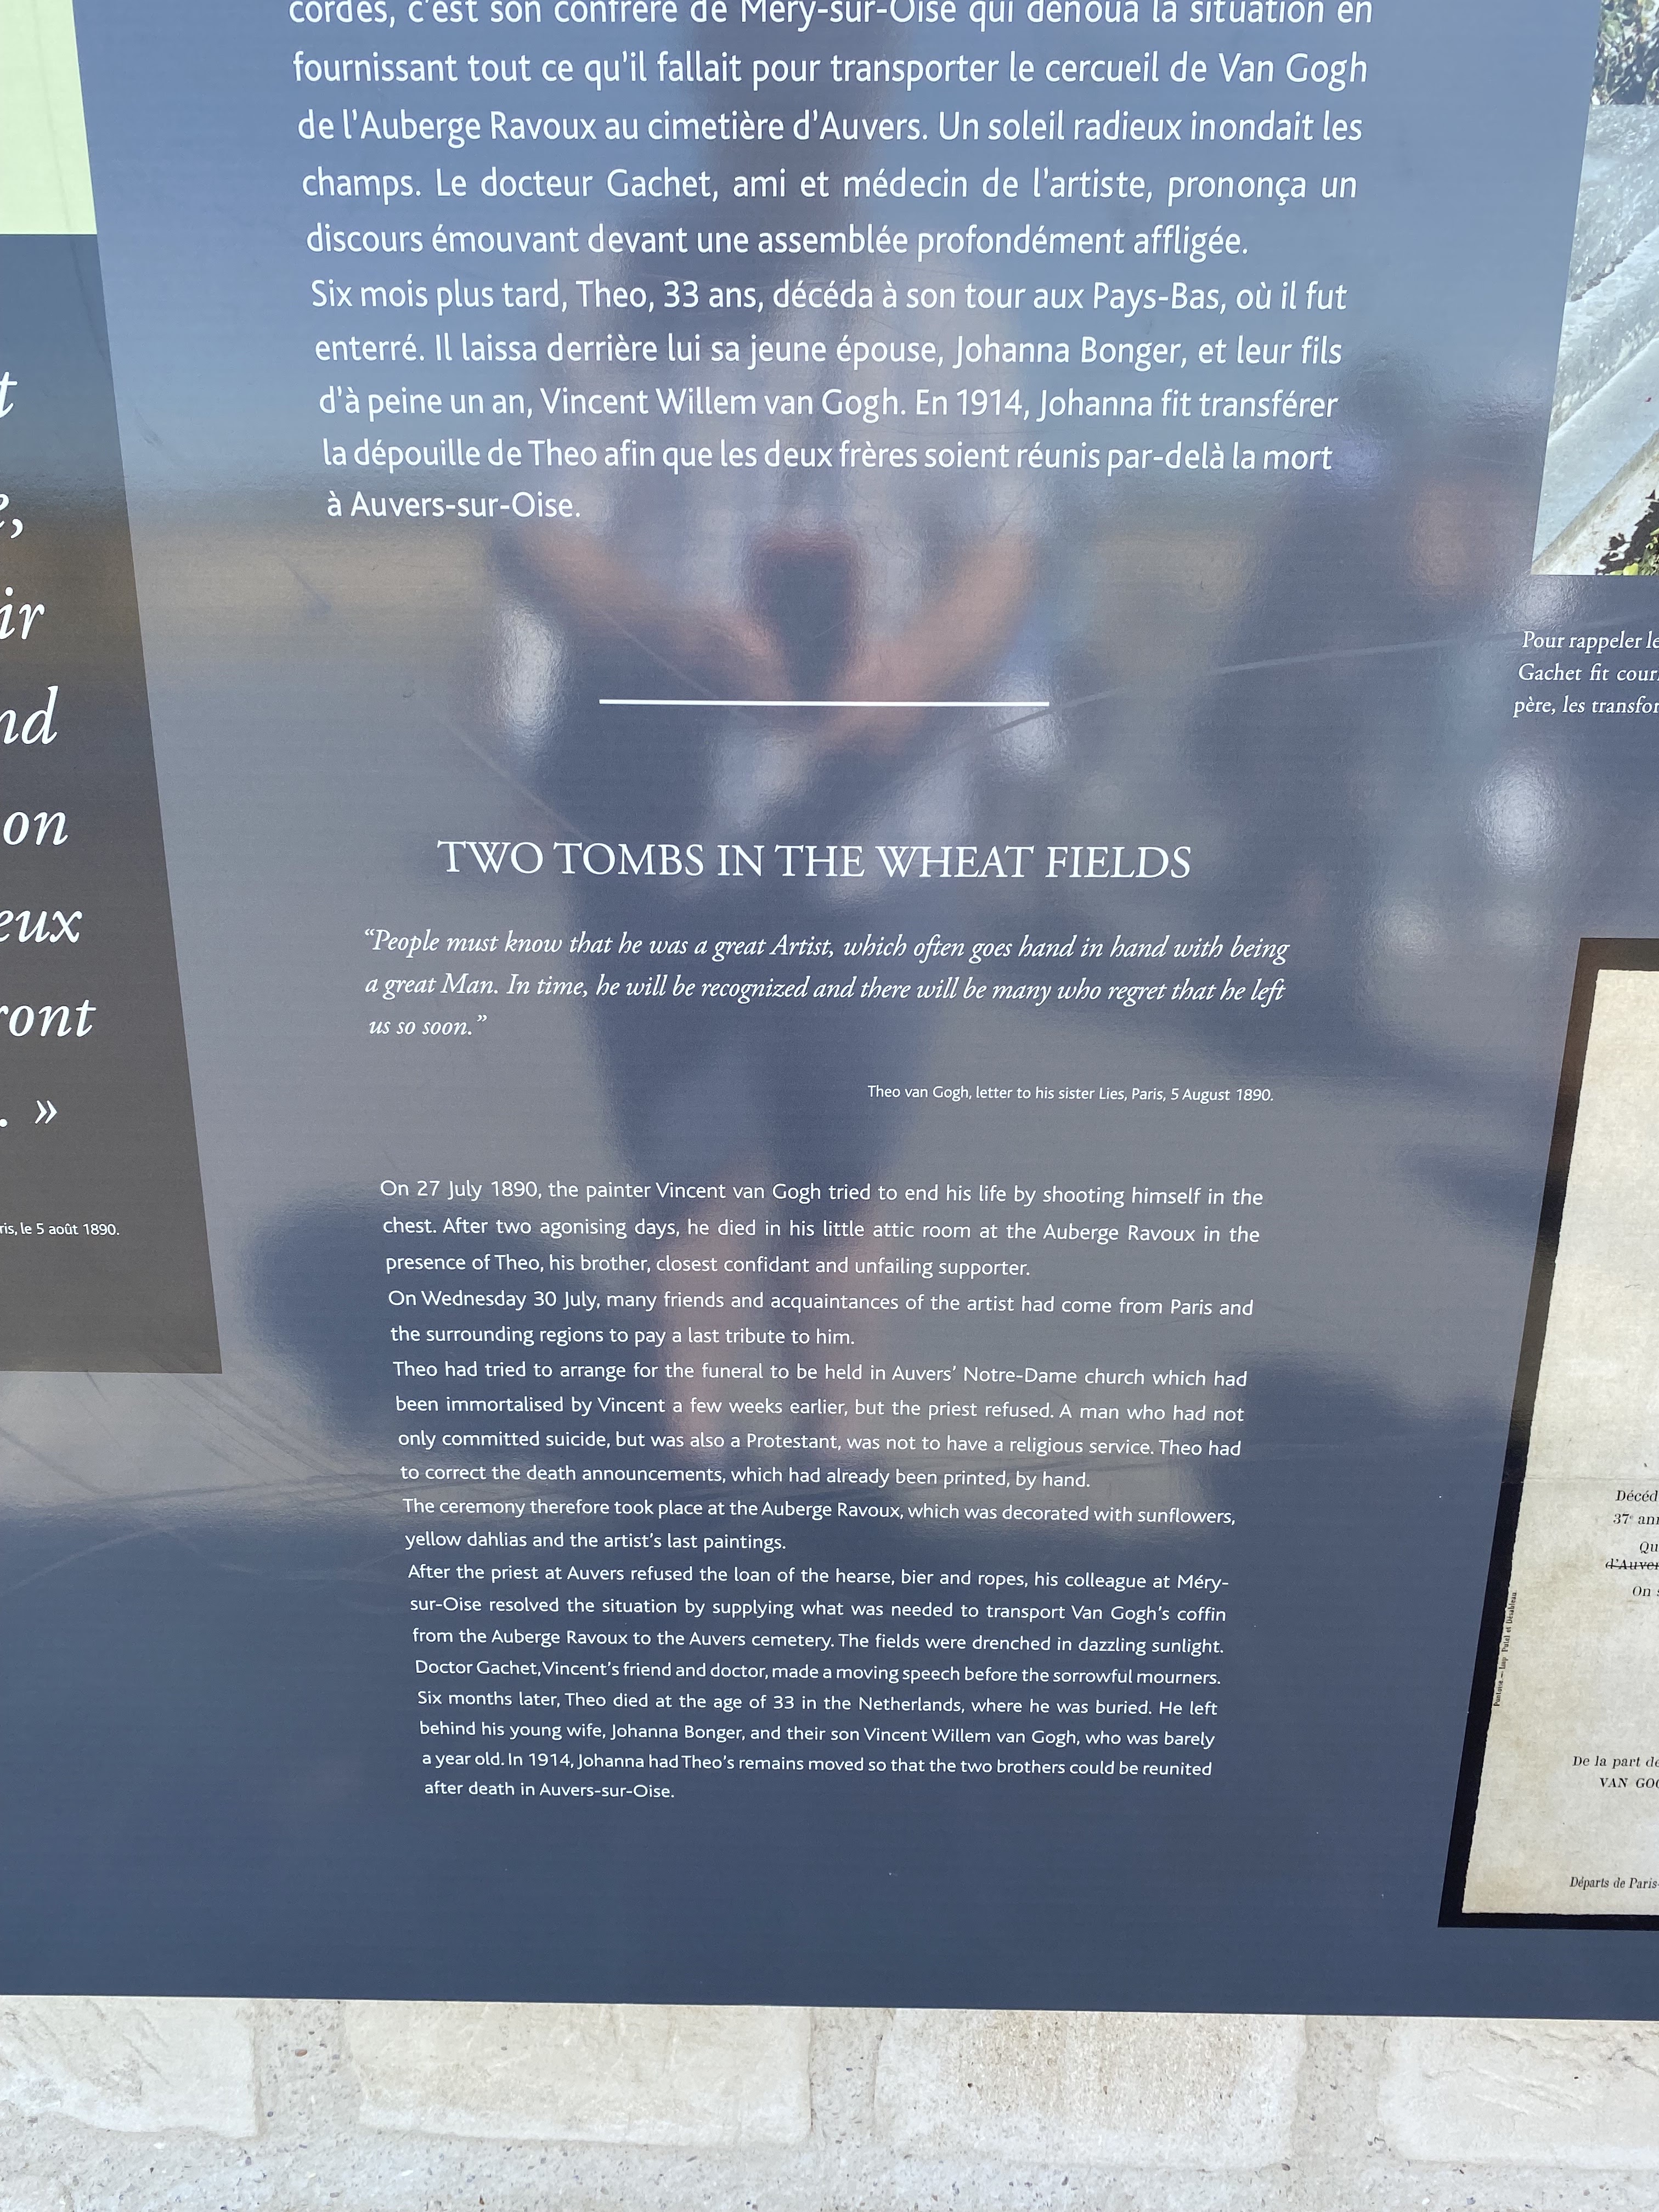 cordes, c'est son confrère de Méry-sur-Oise qui dénoua la situation en
fournissant tout ce qu'il fallait pour transporter le cercueil de Van Gogh
de l'Auberge Ravoux au cimetière d'Auvers. Un soleil radieux inondait les
champs. Le docteur Gachet, ami et médecin de l'artiste, prononça un
discours émouvant devant une assemblée profondément affligée.
Six mois plus tard, Theo, 33 ans, décéda à son tour aux Pays-Bas, où il fut
enterré. Il laissa derrière lui sa jeune épouse, Johanna Bonger, et leur fils
d'à peine un an, Vincent Willem van Gogh. En 1914, Johanna fit transférer
la dépouille de Theo afin que les deux frères soient réunis par-delà la mort
à Auvers-sur-Oise.
TWO TOMBS IN THE WHEAT FIELDS
“People must know that he was a great Artist, which often goes hand in hand with being
a great Man. In time, he will be recognized and there will be many who regret that he left
us so soon.”
Theo van Gogh, letter to his sister Lies, Paris, 5 August 1890.
On 27 July 1890, the painter Vincent van Gogh tried to end his life by shooting himself in the
chest. After two agonising days, he died in his little attic room at the Auberge Ravoux in the
presence of Theo, his brother, closest confidant and unfailing supporter.
On Wednesday 30 July, many friends and acquaintances of the artist had come from Paris and
the surrounding regions to pay a last tribute to him.
Theo had tried to arrange for the funeral to be held in Auvers' Notre-Dame church which had
been immortalised by Vincent a few weeks earlier, but the priest refused. A man who had not
only committed suicide, but was also a Protestant, was not to have a religious service. Theo had
to correct the death announcements, which had already been printed, by hand.
The ceremony therefore took place at the Auberge Ravoux, which was decorated with sunflowers,
yellow dahlias and the artist's last paintings.
After the priest at Auvers refused the loan of the hearse, bier and ropes, his colleague at Méry-
sur-Oise resolved the situation by supplying what was needed to transport Van Gogh's coffin
from the Auberge Ravoux to the Auvers cemetery. The fields were drenched in dazzling sunlight.
Doctor Gachet, Vincent's friend and doctor, made a moving speech before the sorrowful mourners.
Six months later, Theo died at the age of 33 in the Netherlands, where he was buried. He left
behind his young wife, Johanna Bonger, and their son Vincent Willem van Gogh, who was barely
a year old. In 1914, Johanna had Theo's remains moved so that the two brothers could be reunited
after death in Auvers-sur-Oise.
t
e,
ir
nd
on
eux
ront
. »
ris, le 5 août 1890.
Pour rappeler le
Gachet fit cour
père, les transfor
Décéd
37e ann
Qu
d'Auver
On s
Pontoise. — Imp. Putel et Désableau.
De la part de
VAN GOG
Départs de Paris-